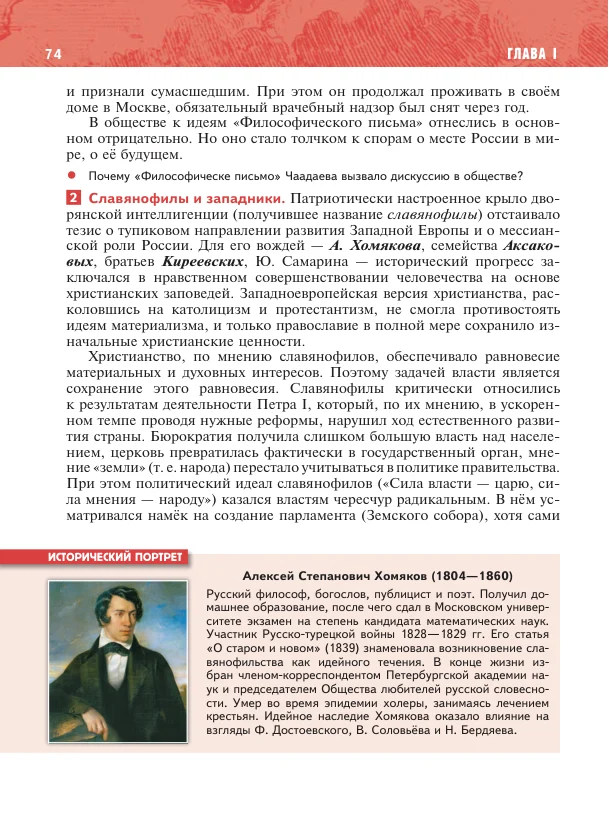 74
ГЛАВА I
и признали сумасшедшим. При этом он продолжал проживать в своём
доме в Москве, обязательный врачебный надзор был снят через год.
В обществе к идеям «Философического письма» отнеслись в основ-
ном отрицательно. Но оно стало толчком к спорам о месте России в ми-
ре, о её будущем.
● Почему «Философическе письмо» Чаадаева вызвало дискуссию в обществе?
2 Славянофилы и западники. Патриотически настроенное крыло дво-
рянской интеллигенции (получившее название славянофилы) отстаивало
тезис о тупиковом направлении развития Западной Европы и о мессиан-
ской роли России. Для его вождей — А. Хомякова, семейства Аксако-
вых, братьев Киреевских, Ю. Самарина — исторический прогресс за-
ключался в нравственном совершенствовании человечества на основе
христианских заповедей. Западноевропейская версия христианства, рас-
коловшись на католицизм и протестантизм, не смогла противостоять
идеям материализма, и только православие в полной мере сохранило из-
начальные христианские ценности.
Христианство, по мнению славянофилов, обеспечивало равновесие
материальных и духовных интересов. Поэтому задачей власти является
сохранение этого равновесия. Славянофилы критически относились
к результатам деятельности Петра I, который, по их мнению, в ускорен-
ном темпе проводя нужные реформы, нарушил ход естественного разви-
тия страны. Бюрократия получила слишком большую власть над населе-
нием, церковь превратилась фактически в государственный орган, мне-
ние «земли» (т. е. народа) перестало учитываться в политике правительства.
При этом политический идеал славянофилов («Сила власти — царю, си-
ла мнения — народу») казался властям чересчур радикальным. В нём ус-
матривался намёк на создание парламента (Земского собора), хотя сами
ИСТОРИЧЕСКИЙ ПОРТРЕТ
Алексей Степанович Хомяков (1804—1860)
Русский философ, богослов, публицист и поэт. Получил до-
машнее образование, после чего сдал в Московском универ-
ситете экзамен на степень кандидата математических наук.
Участник Русско-турецкой войны 1828—1829 гг. Его статья
«О старом и новом» (1839) знаменовала возникновение сла-
вянофильства как идейного течения. В конце жизни из-
бран членом-корреспондентом Петербургской академии на-
ук и председателем Общества любителей русской словесно-
сти. Умер во время эпидемии холеры, занимаясь лечением
крестьян. Идейное наследие Хомякова оказало влияние на
взгляды Ф. Достоевского, В. Соловьёва и Н. Бердяева.